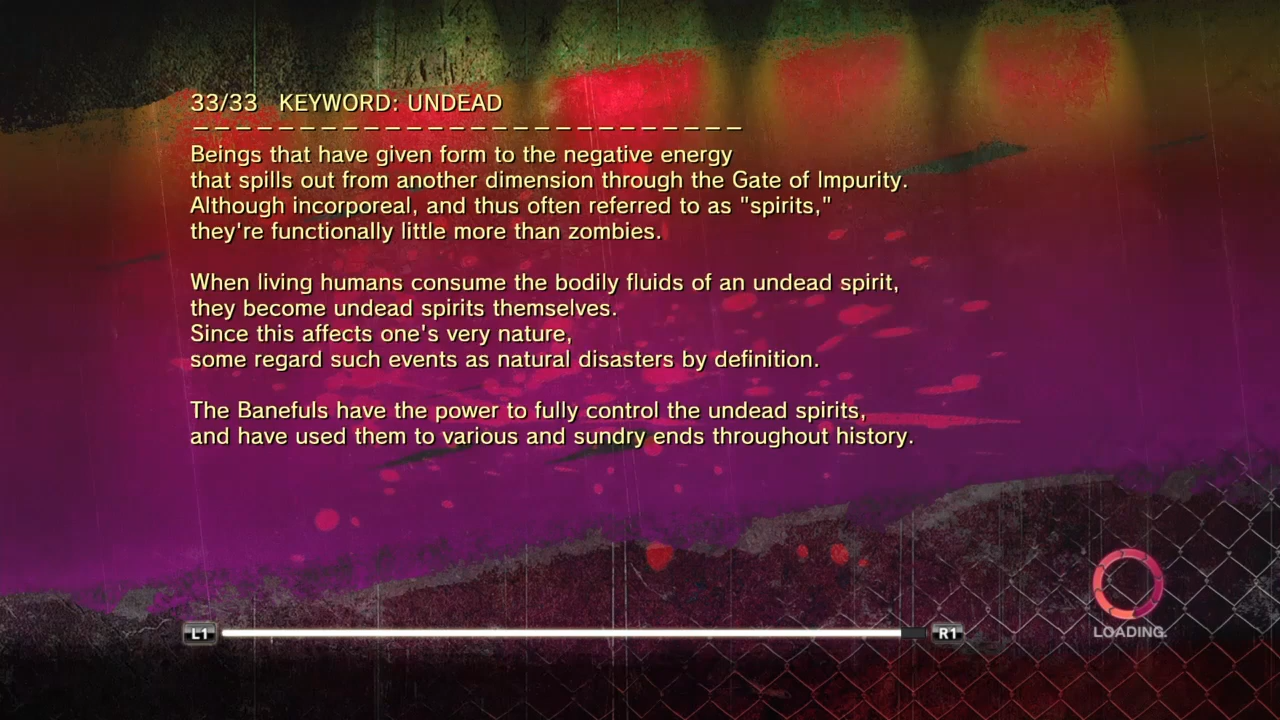 33/33 KEYWORD: UNDEAD
Beings that have given form to the negative energy
that spills out from another dimension through the Gate of Impurity.
Although incorporeal, and thus often referred to as "spirits,"
they're functionally little more than zombies.
When living humans consume the bodily fluids of an undead spirit,
they become undead spirits themselves.
Since this affects one's very nature,
some regard such events as natural disasters by definition.
The Banefuls have the power to fully control the undead spirits,
and have used them to various and sundry ends throughout history.
L1 R1
LOADING.